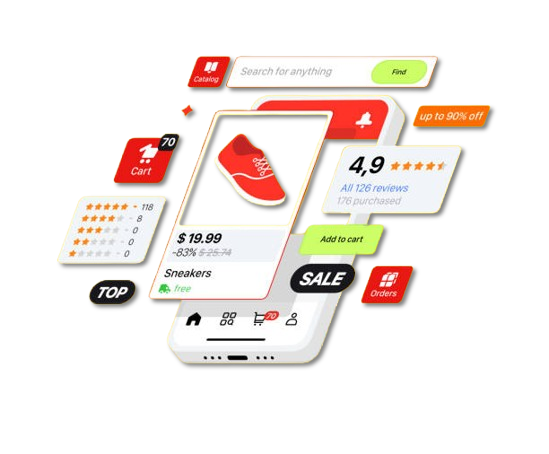 Catalog
Search for anything
Find
up to 90% off
70
Cart
4,9
All 126 reviews
176 purchased
118
8
0
0
0
$19.99
-83% $25.74
Sneakers
free
Add to cart
SALE
TOP
Orders
70